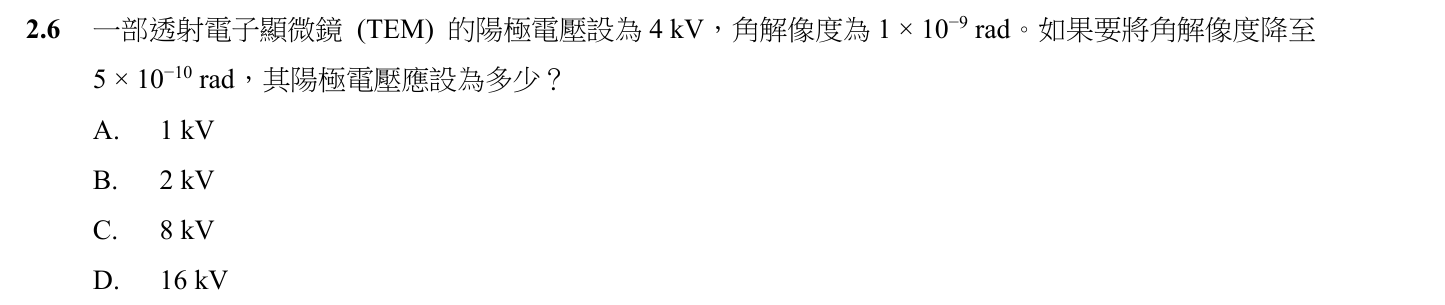 2.6 一部透射電子顯微鏡 (TEM) 的陽極電壓設為 4 kV，角解像度為 1 × 10⁻⁹ rad。如果要將角解像度降至
5 × 10⁻¹⁰ rad，其陽極電壓應設為多少？
A. 1 kV
B. 2 kV
C. 8 kV
D. 16 kV